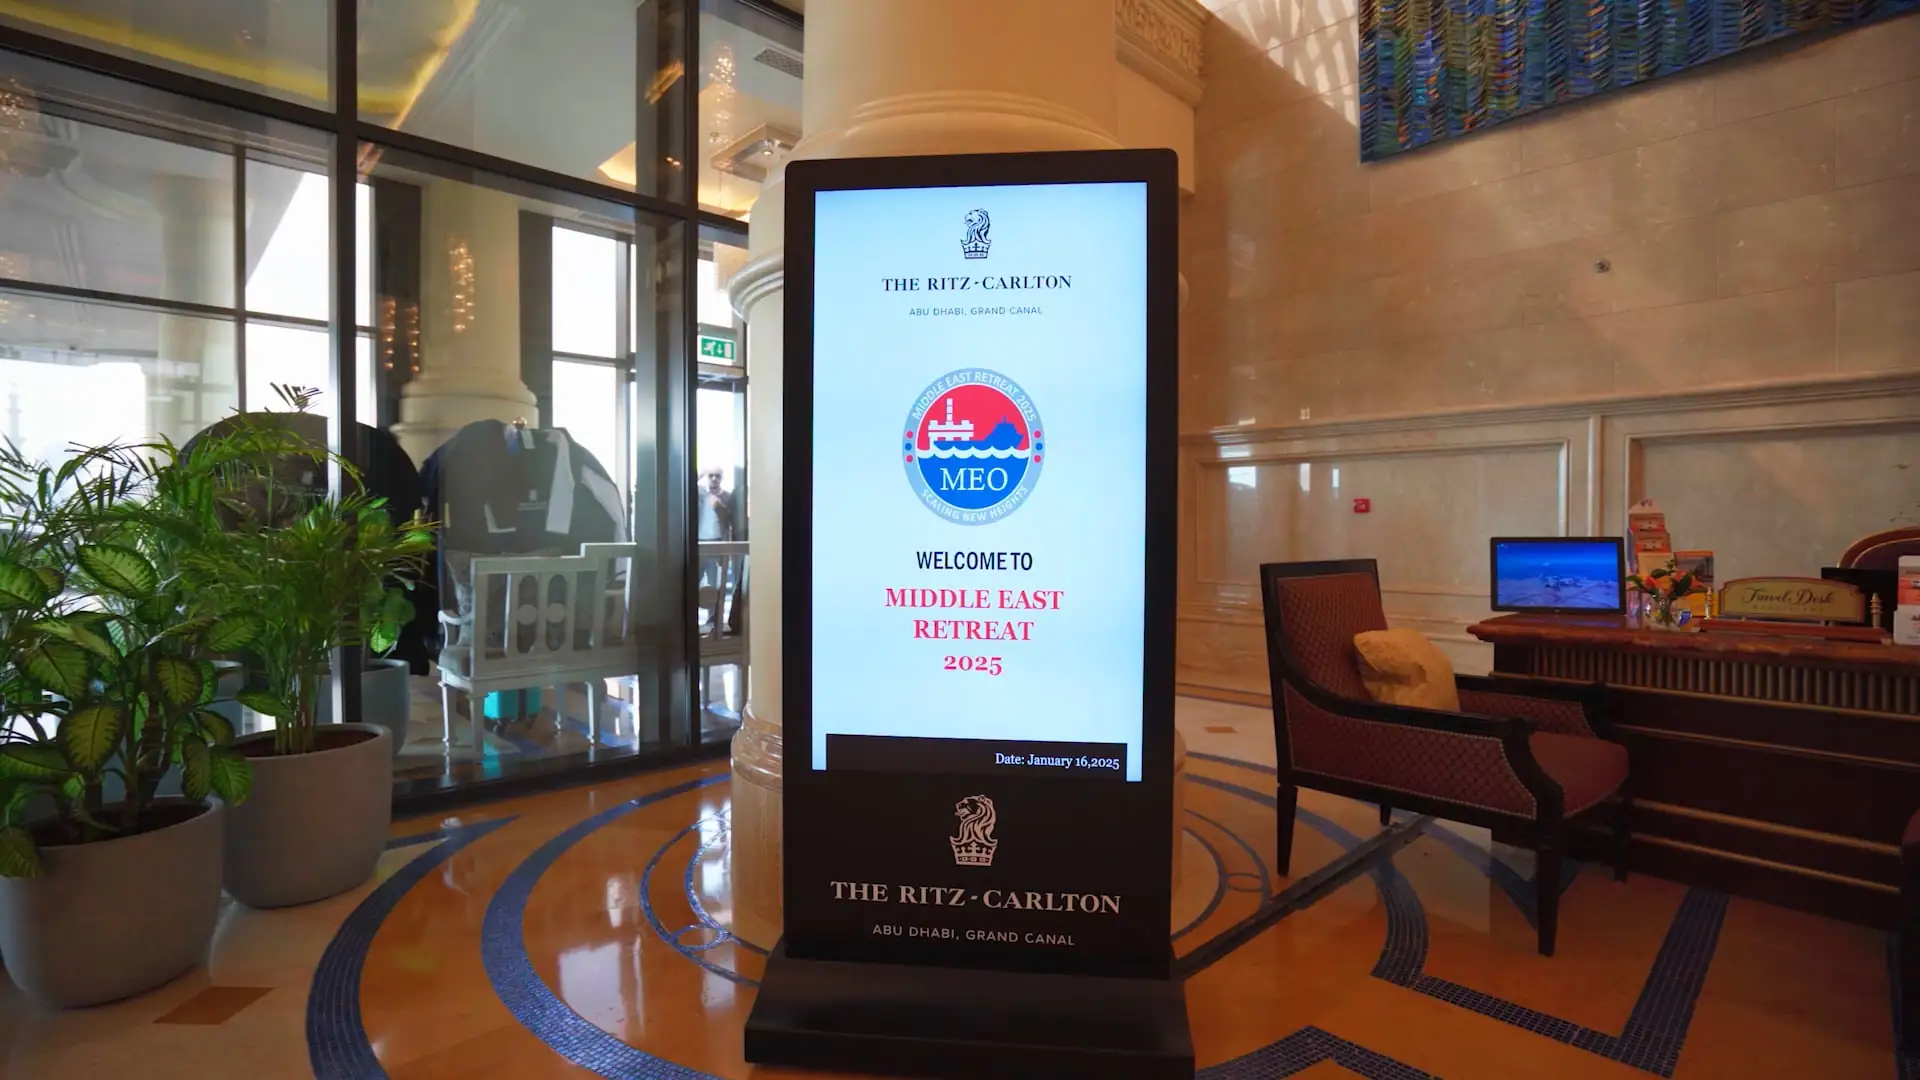 THE RITZ-CARLTON
ABU DHABI, GRAND CANAL
MIDDLE EAST RETREAT 2025
MEO
SCALING NEW HEIGHTS
WELCOME TO
MIDDLE EAST
RETREAT
2025
Date: January 16,2025
THE RITZ-CARLTON
ABU DHABI, GRAND CANAL
Travel Desk